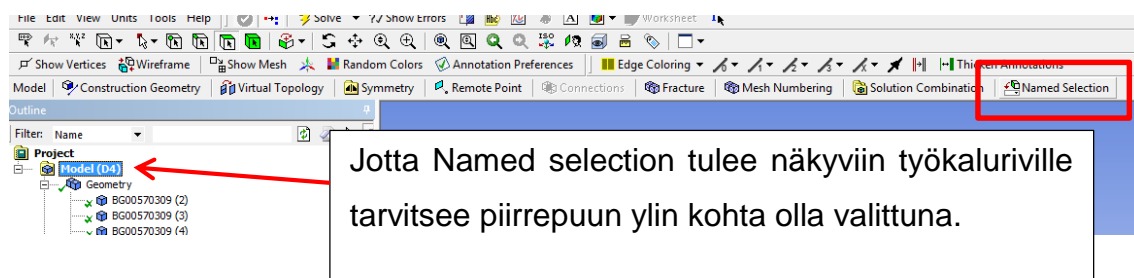 File Edit View Units Tools Help Solve ?/ Show Errors Worksheet
Show Vertices Wireframe Show Mesh Random Colors Annotation Preferences Edge Coloring Thicken Annotations
Model Construction Geometry Virtual Topology Symmetry Remote Point Connections Fracture Mesh Numbering Solution Combination Named Selection
Outline
Filter: Name
Project
Model (D4)
Geometry
BG00570309 (2)
BG00570309 (3)
BG00570309 (4)
Jotta Named selection tulee näkyviin työkaluriville
tarvitsee piirrepuun ylin kohta olla valittuna.